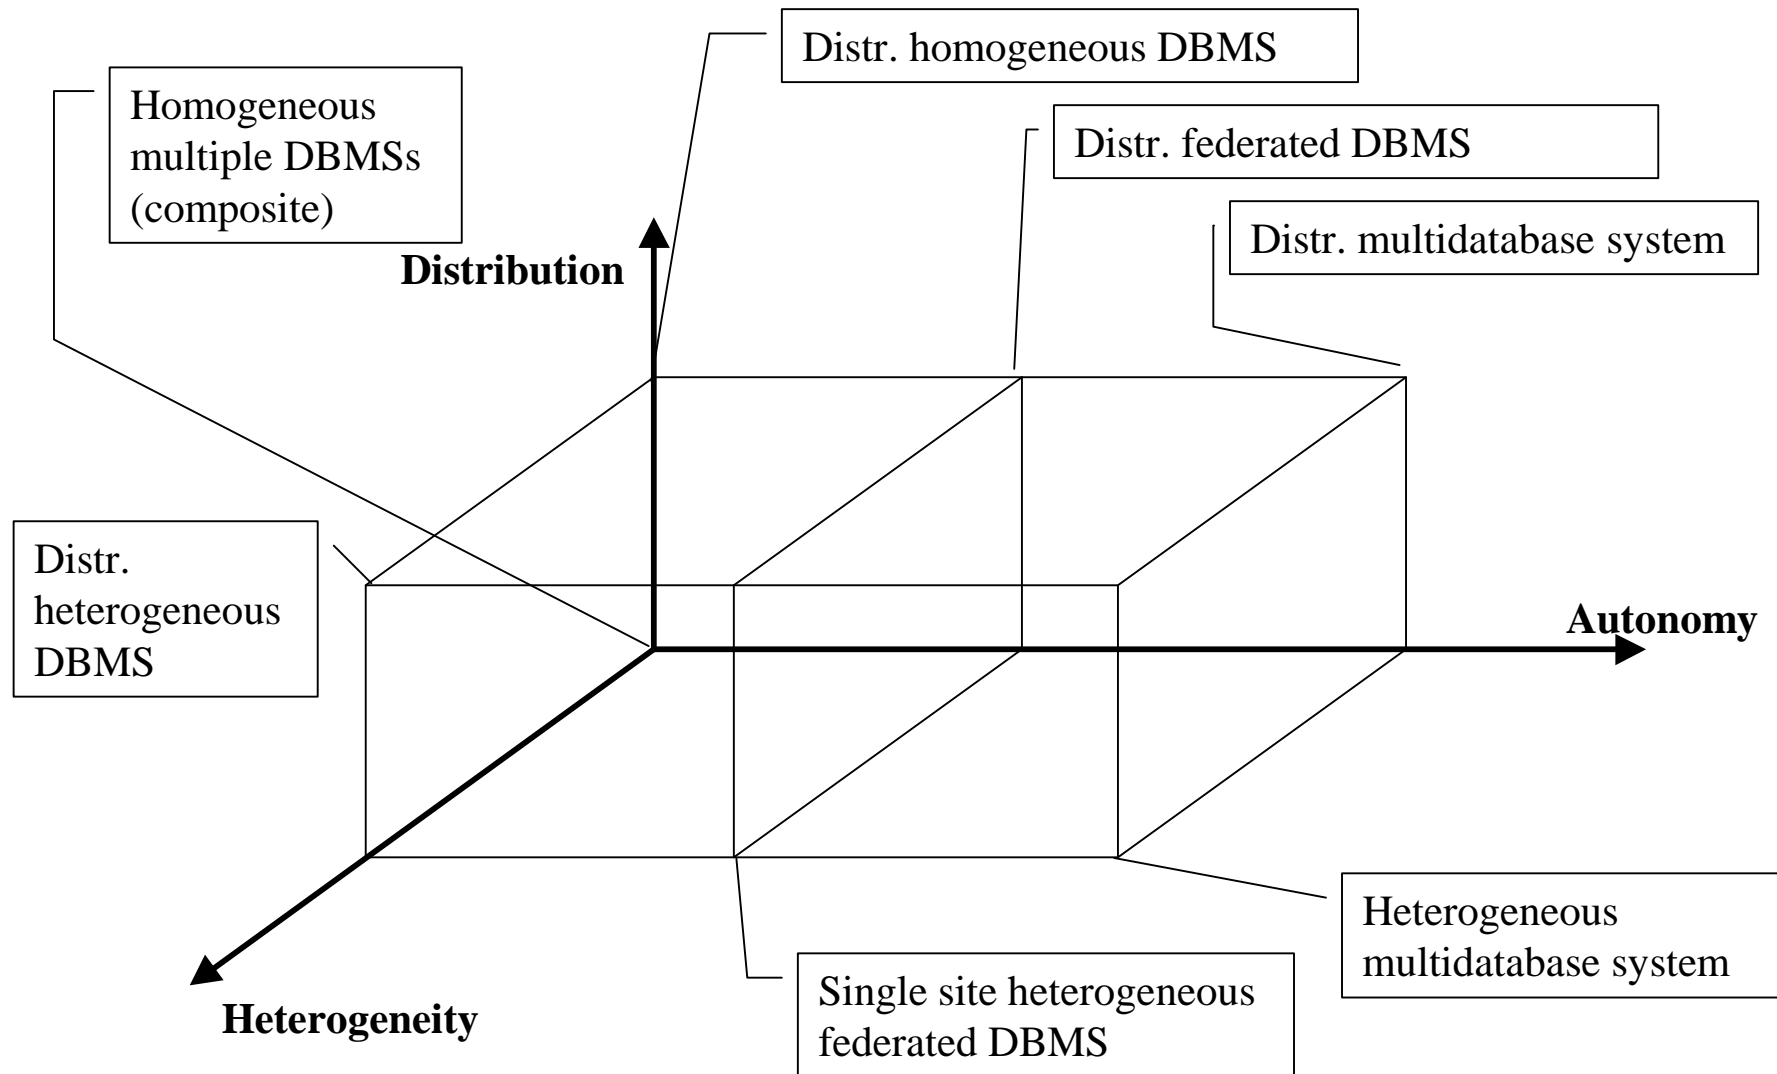 Distr. homogeneous DBMS
Homogeneous
multiple DBMSs
(composite)
Distr. federated DBMS
Distr. multidatabase system
Distribution
Distr.
heterogeneous
DBMS
Autonomy
Heterogeneous
multidatabase system
Single site heterogeneous
federated DBMS
Heterogeneity